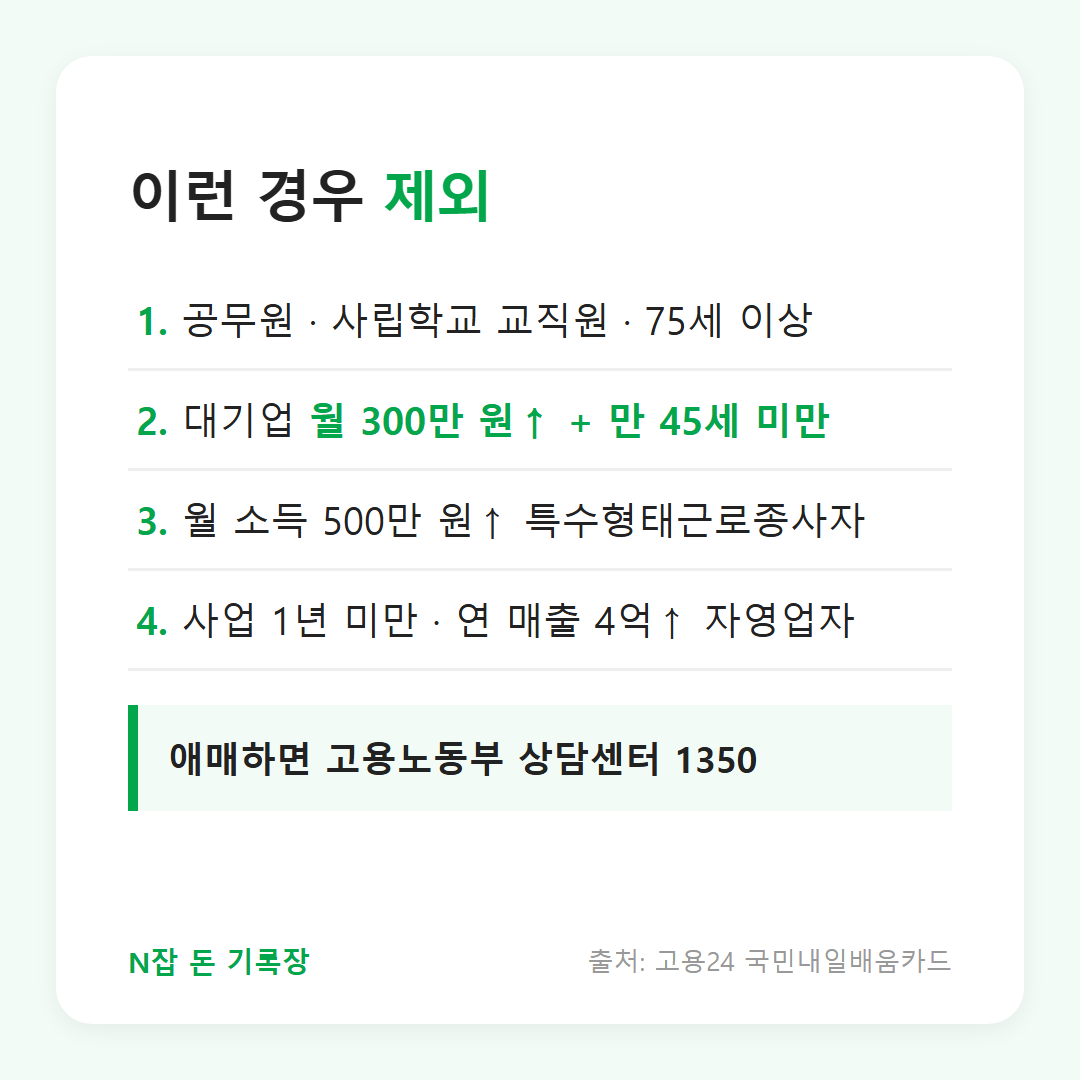 이런 경우 제외
1. 공무원 · 사립학교 교직원 · 75세 이상
2. 대기업 월 300만 원↑ + 만 45세 미만
3. 월 소득 500만 원↑ 특수형태근로종사자
4. 사업 1년 미만 · 연 매출 4억↑ 자영업자
애매하면 고용노동부 상담센터 1350
N잡 돈 기록장
출처: 고용24 국민내일배움카드